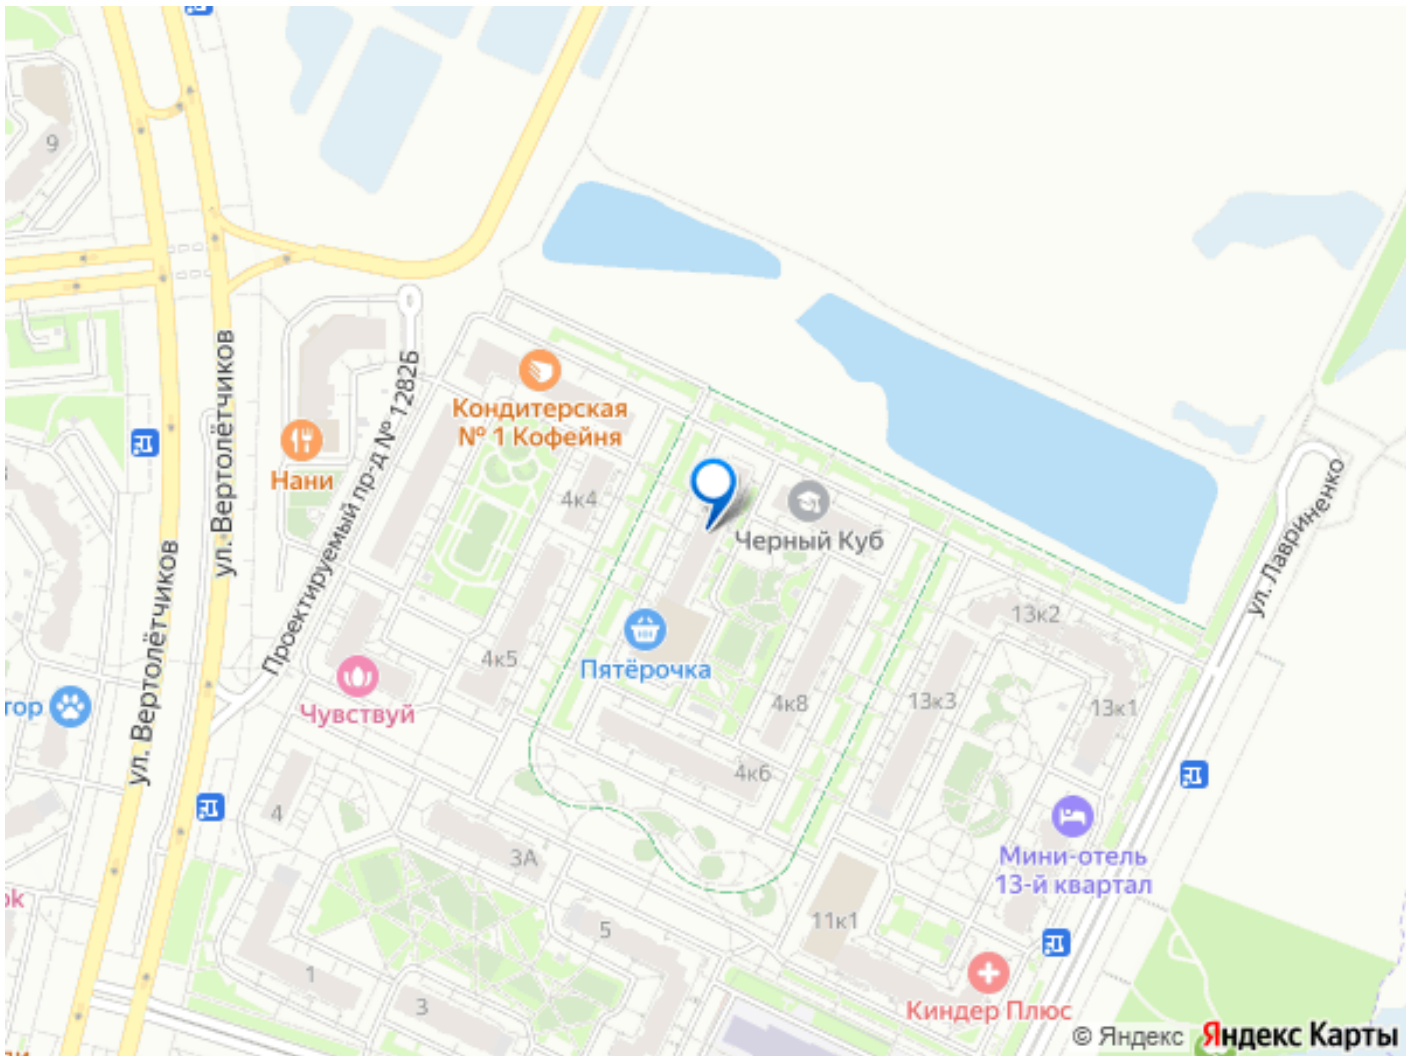 9
ул. Вертолётчиков
ул. Вертолётчиков
Проектируемый пр-д № 1282Б
Кондитерская
№ 1 Кофейня
Нани
4к4
Черный Куб
ул. Лавриненко
13к2
4к5
Пятёрочка
4к8
13к3
13к1
Чувствуй
тор
4к6
4
3А
Мини-отель
13-й квартал
5
11к1
1
3
Киндер Плюс
© Яндекс Яндекс Карты